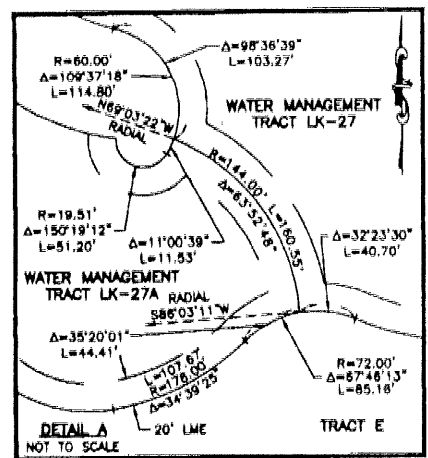 R=60.00'
Δ=109°37'18"
L=114.80'
Δ=98°36'39"
L=103.27'
N69°03'22"W
RADIAL
WATER MANAGEMENT
TRACT LK-27
R=144.00' L=160.55'
Δ=63°52'48"
R=19.51'
Δ=150°19'12"
L=51.20'
Δ=11°00'39"
L=11.53'
Δ=32°23'30"
L=40.70'
WATER MANAGEMENT
TRACT LK-27A
RADIAL
S86°03'11"W
Δ=35°20'01"
L=44.41'
L=107.67'
R=178.00'
Δ=34°39'25"
R=72.00'
Δ=67°46'13"
L=85.16'
20' LME
TRACT E
DETAIL A
NOT TO SCALE